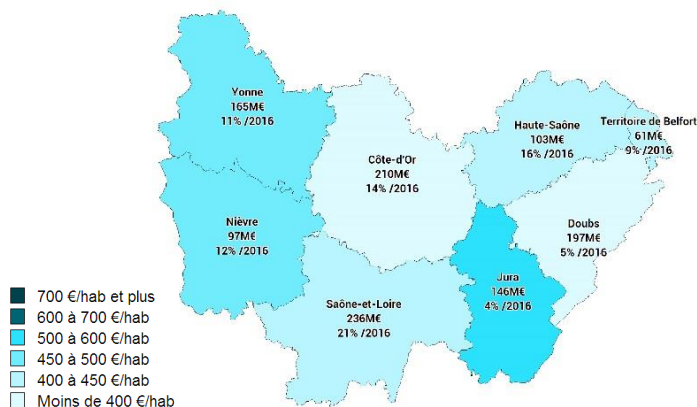 Yonne
165M€
11% /2016
Côte-d'Or
210M€
14% /2016
Haute-Saône
103M€
16% /2016
Territoire de Belfort
61M€
9% /2016
Nièvre
97M€
12% /2016
Doubs
197M€
5% /2016
Jura
146M€
4% /2016
Saône-et-Loire
236M€
21% /2016
700 €/hab et plus
600 à 700 €/hab
500 à 600 €/hab
450 à 500 €/hab
400 à 450 €/hab
Moins de 400 €/hab